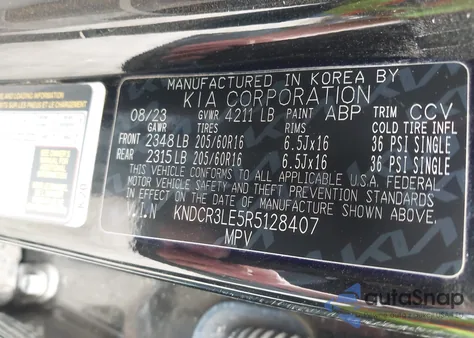 MANUFACTURED IN KOREA BY
KIA CORPORATION
08/23 GVWR 4211 LB PAINT ABP TRIM CCV
GAWR TIRES RIMS COLD TIRE INFL
FRONT 2348 LB 205/60R16 6.5Jx16 36 PSI SINGLE
REAR 2315 LB 205/60R16 6.5Jx16 36 PSI SINGLE
THIS VEHICLE CONFORMS TO ALL APPLICABLE U.S.A. FEDERAL
MOTOR VEHICLE SAFETY AND THEFT PREVENTION STANDARDS
IN EFFECT ON THE DATE OF MANUFACTURE SHOWN ABOVE.
V.I.N KNDCR3LE5R5128407
MPV
autoSnap